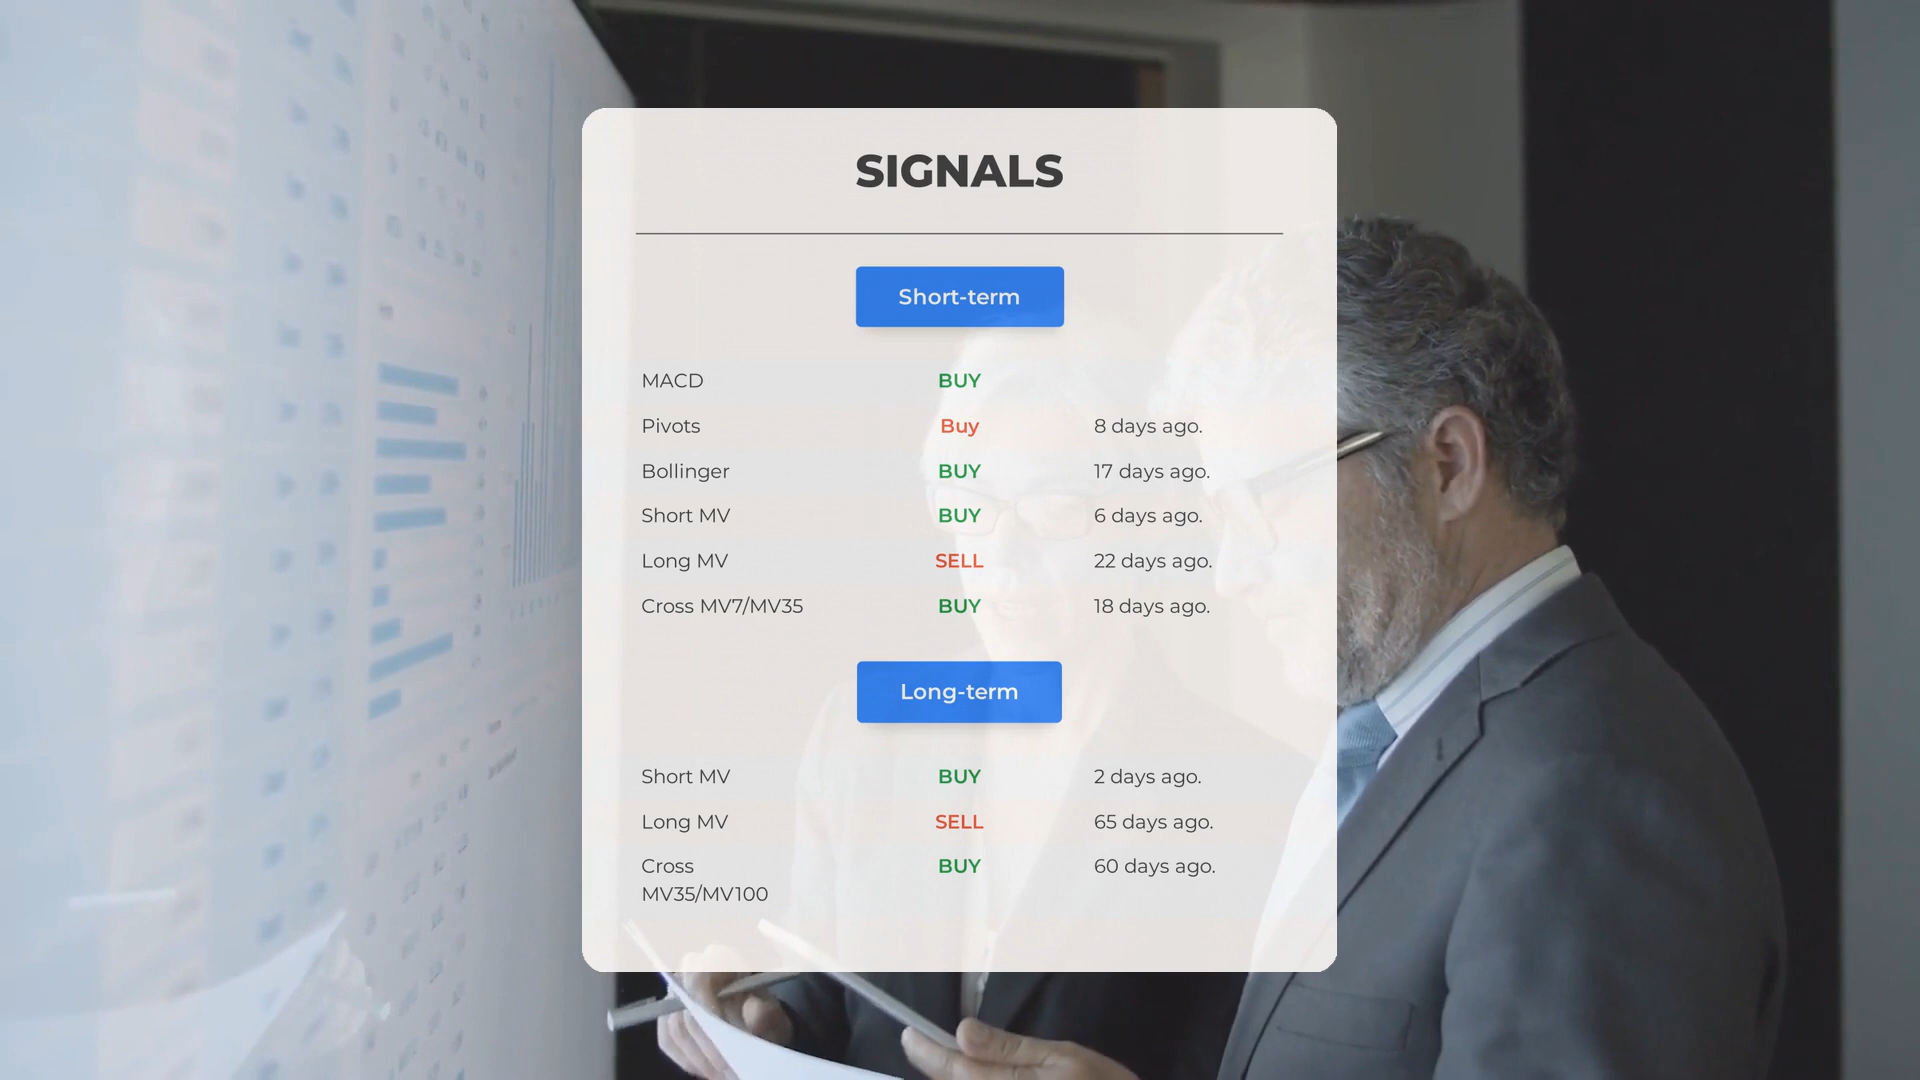 SIGNALS
Short-term
MACD BUY
Pivots Buy 8 days ago.
Bollinger BUY 17 days ago.
Short MV BUY 6 days ago.
Long MV SELL 22 days ago.
Cross MV7/MV35 BUY 18 days ago.
Long-term
Short MV BUY 2 days ago.
Long MV SELL 65 days ago.
Cross BUY 60 days ago.
MV35/MV100